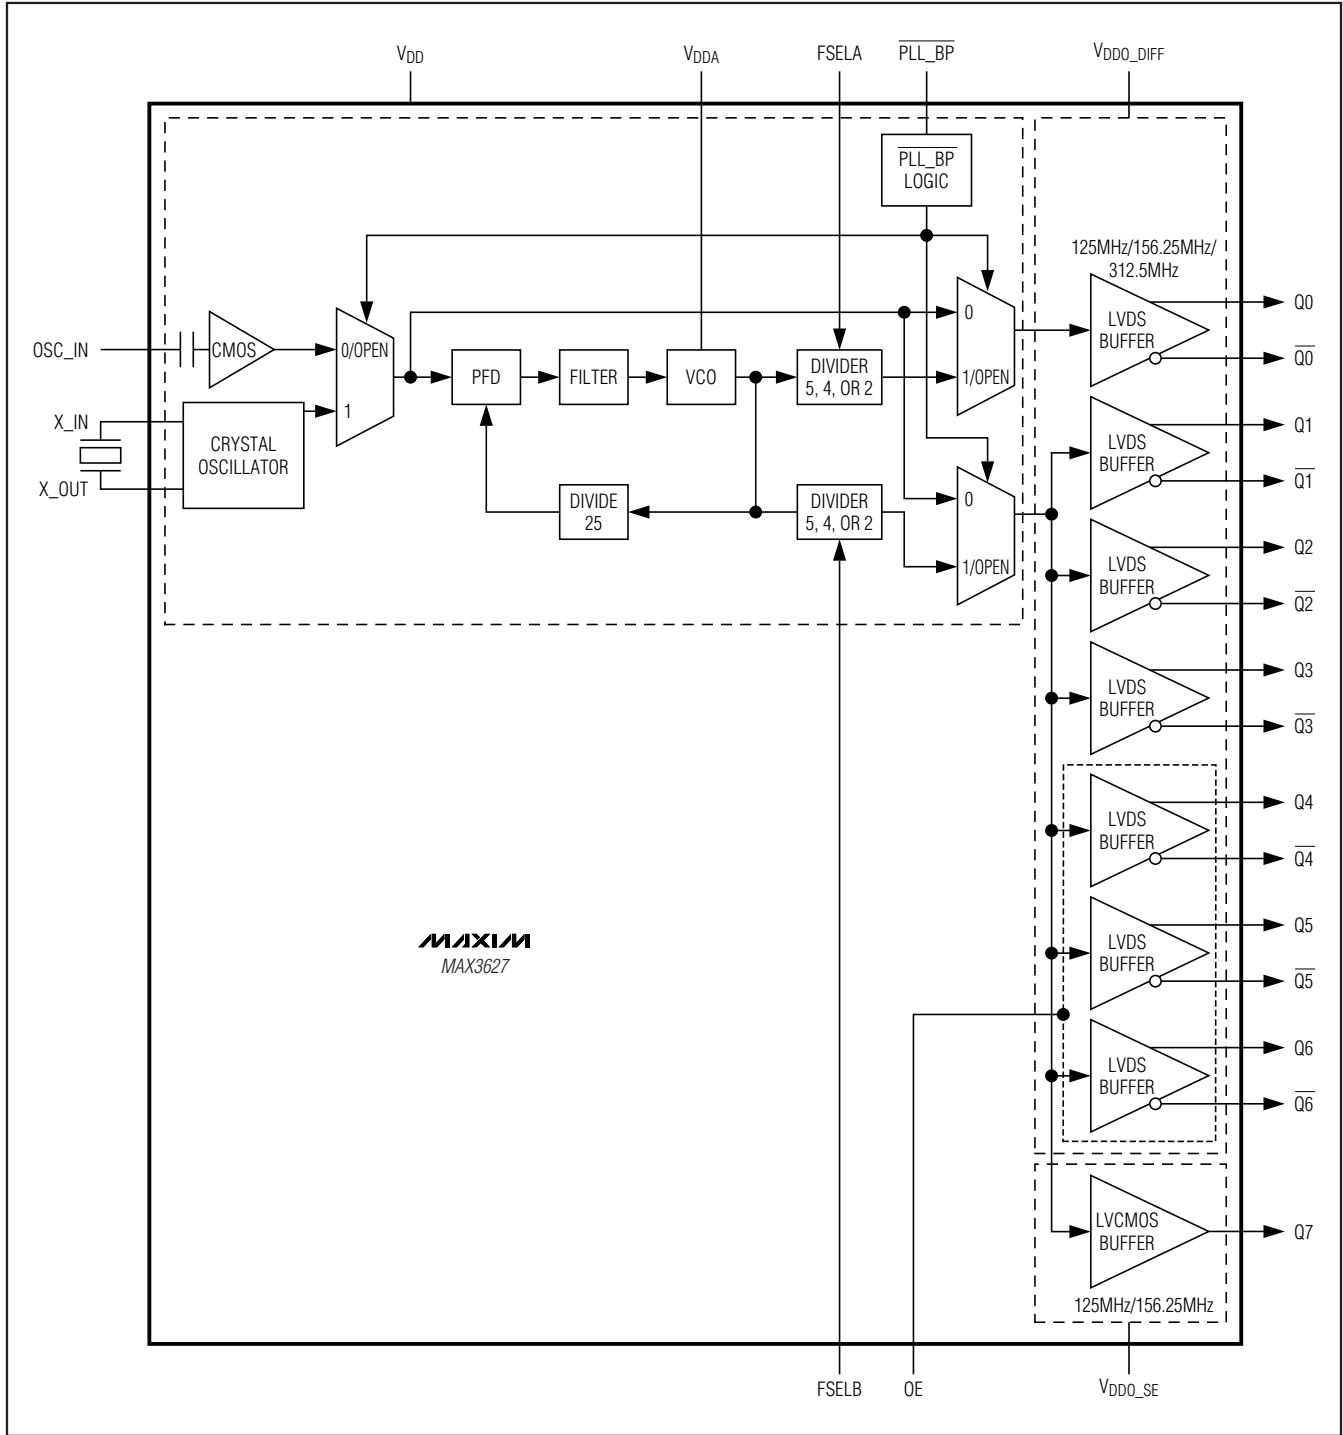 V_DD
V_DDA
FSELA
PLL_BP
V_DDO_DIFF
PLL_BP
LOGIC
125MHz/156.25MHz/
312.5MHz
OSC_IN
CMOS
0/OPEN
1
PFD
FILTER
VCO
DIVIDER
5, 4, OR 2
0
1/OPEN
LVDS
BUFFER
Q0
Q0
X_IN
X_OUT
CRYSTAL
OSCILLATOR
DIVIDE
25
DIVIDER
5, 4, OR 2
0
1/OPEN
LVDS
BUFFER
Q1
Q1
LVDS
BUFFER
Q2
Q2
LVDS
BUFFER
Q3
Q3
LVDS
BUFFER
Q4
Q4
MAXIM
MAX3627
LVDS
BUFFER
Q5
Q5
LVDS
BUFFER
Q6
Q6
LVCMOS
BUFFER
Q7
125MHz/156.25MHz
FSELB
OE
V_DDO_SE